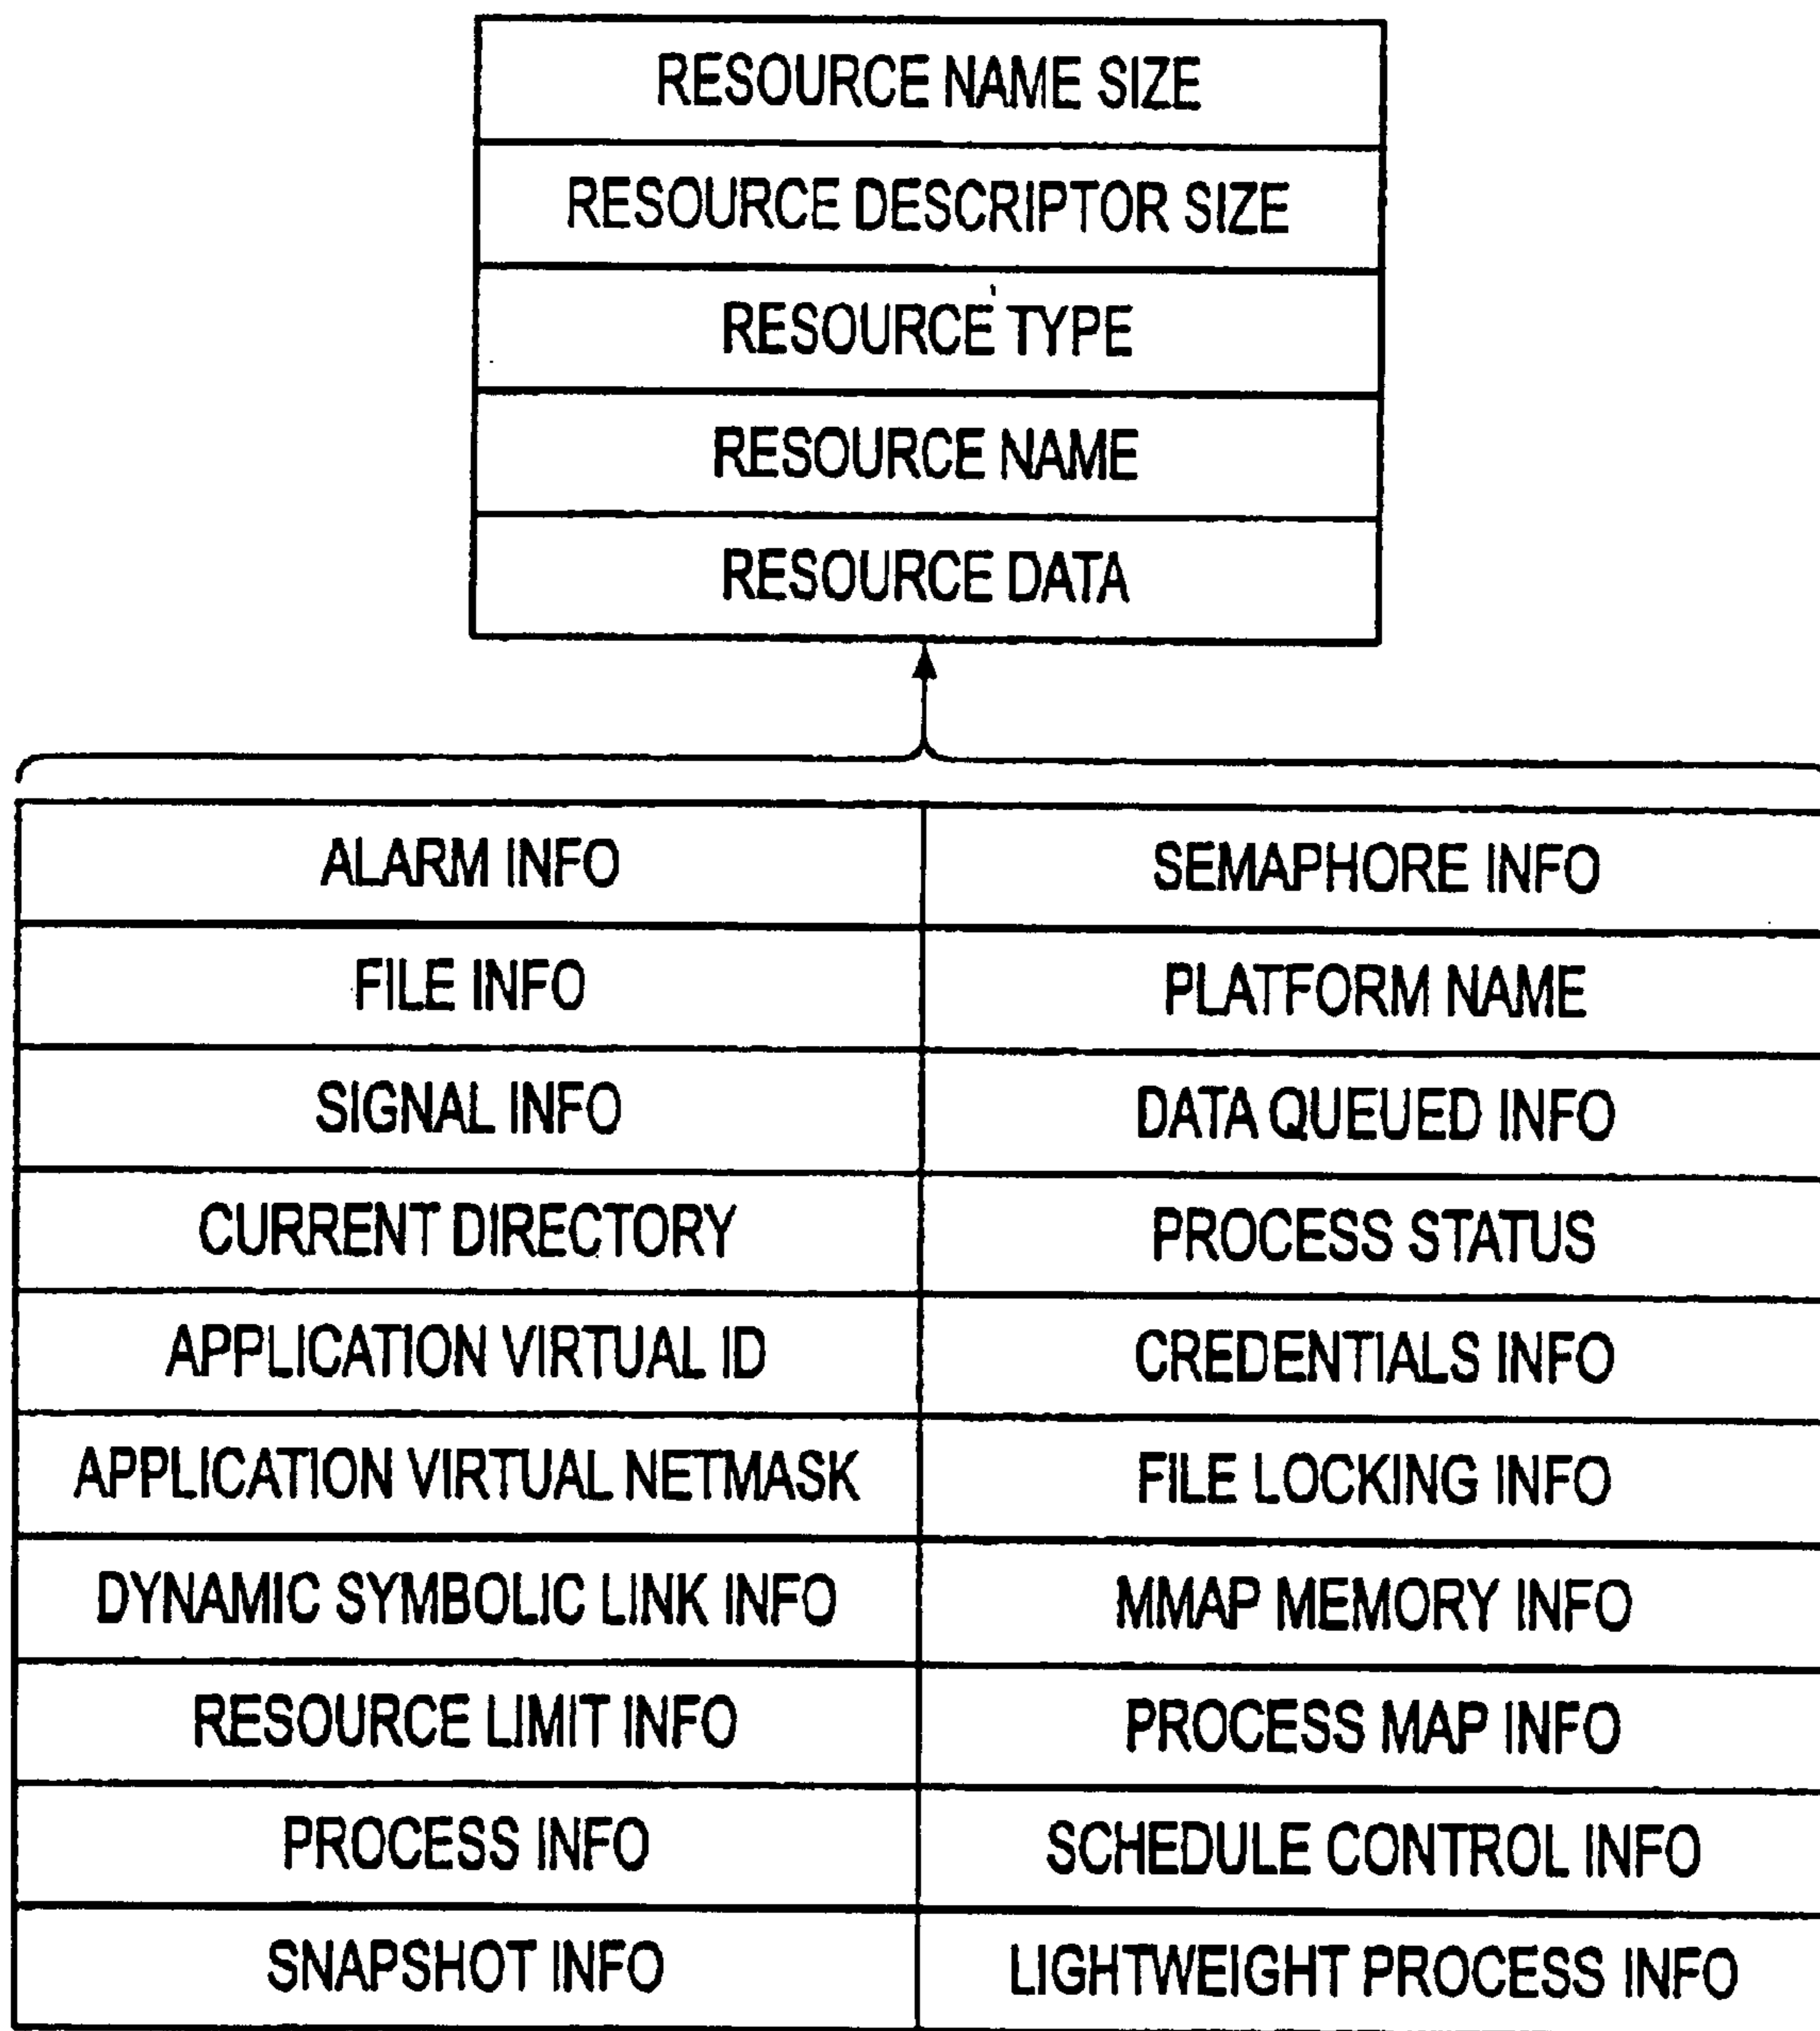 RESOURCE NAME SIZE
RESOURCE DESCRIPTOR SIZE
RESOURCE TYPE
RESOURCE NAME
RESOURCE DATA
ALARM INFO
SEMAPHORE INFO
FILE INFO
PLATFORM NAME
SIGNAL INFO
DATA QUEUED INFO
CURRENT DIRECTORY
PROCESS STATUS
APPLICATION VIRTUAL ID
CREDENTIALS INFO
APPLICATION VIRTUAL NETMASK
FILE LOCKING INFO
DYNAMIC SYMBOLIC LINK INFO
MMAP MEMORY INFO
RESOURCE LIMIT INFO
PROCESS MAP INFO
PROCESS INFO
SCHEDULE CONTROL INFO
SNAPSHOT INFO
LIGHTWEIGHT PROCESS INFO